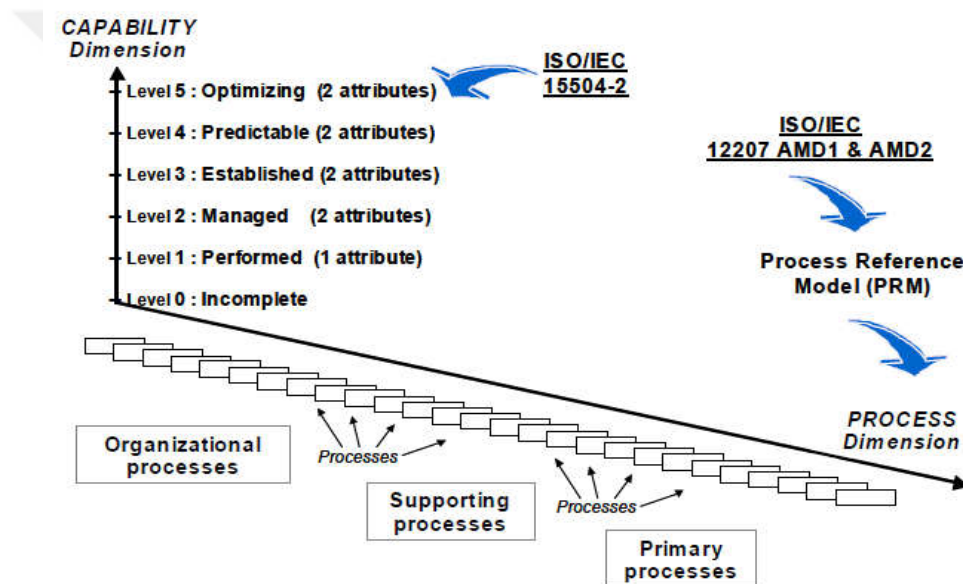 CAPABILITY
Dimension
ISO/IEC
15504-2
Level 5 : Optimizing (2 attributes)
Level 4 : Predictable (2 attributes)
Level 3 : Established (2 attributes)
Level 2 : Managed (2 attributes)
Level 1 : Performed (1 attribute)
Level 0 : Incomplete
ISO/IEC
12207 AMD1 & AMD2
Process Reference
Model (PRM)
PROCESS
Dimension
Organizational
processes
Processes
Supporting
processes
Processes
Primary
processes